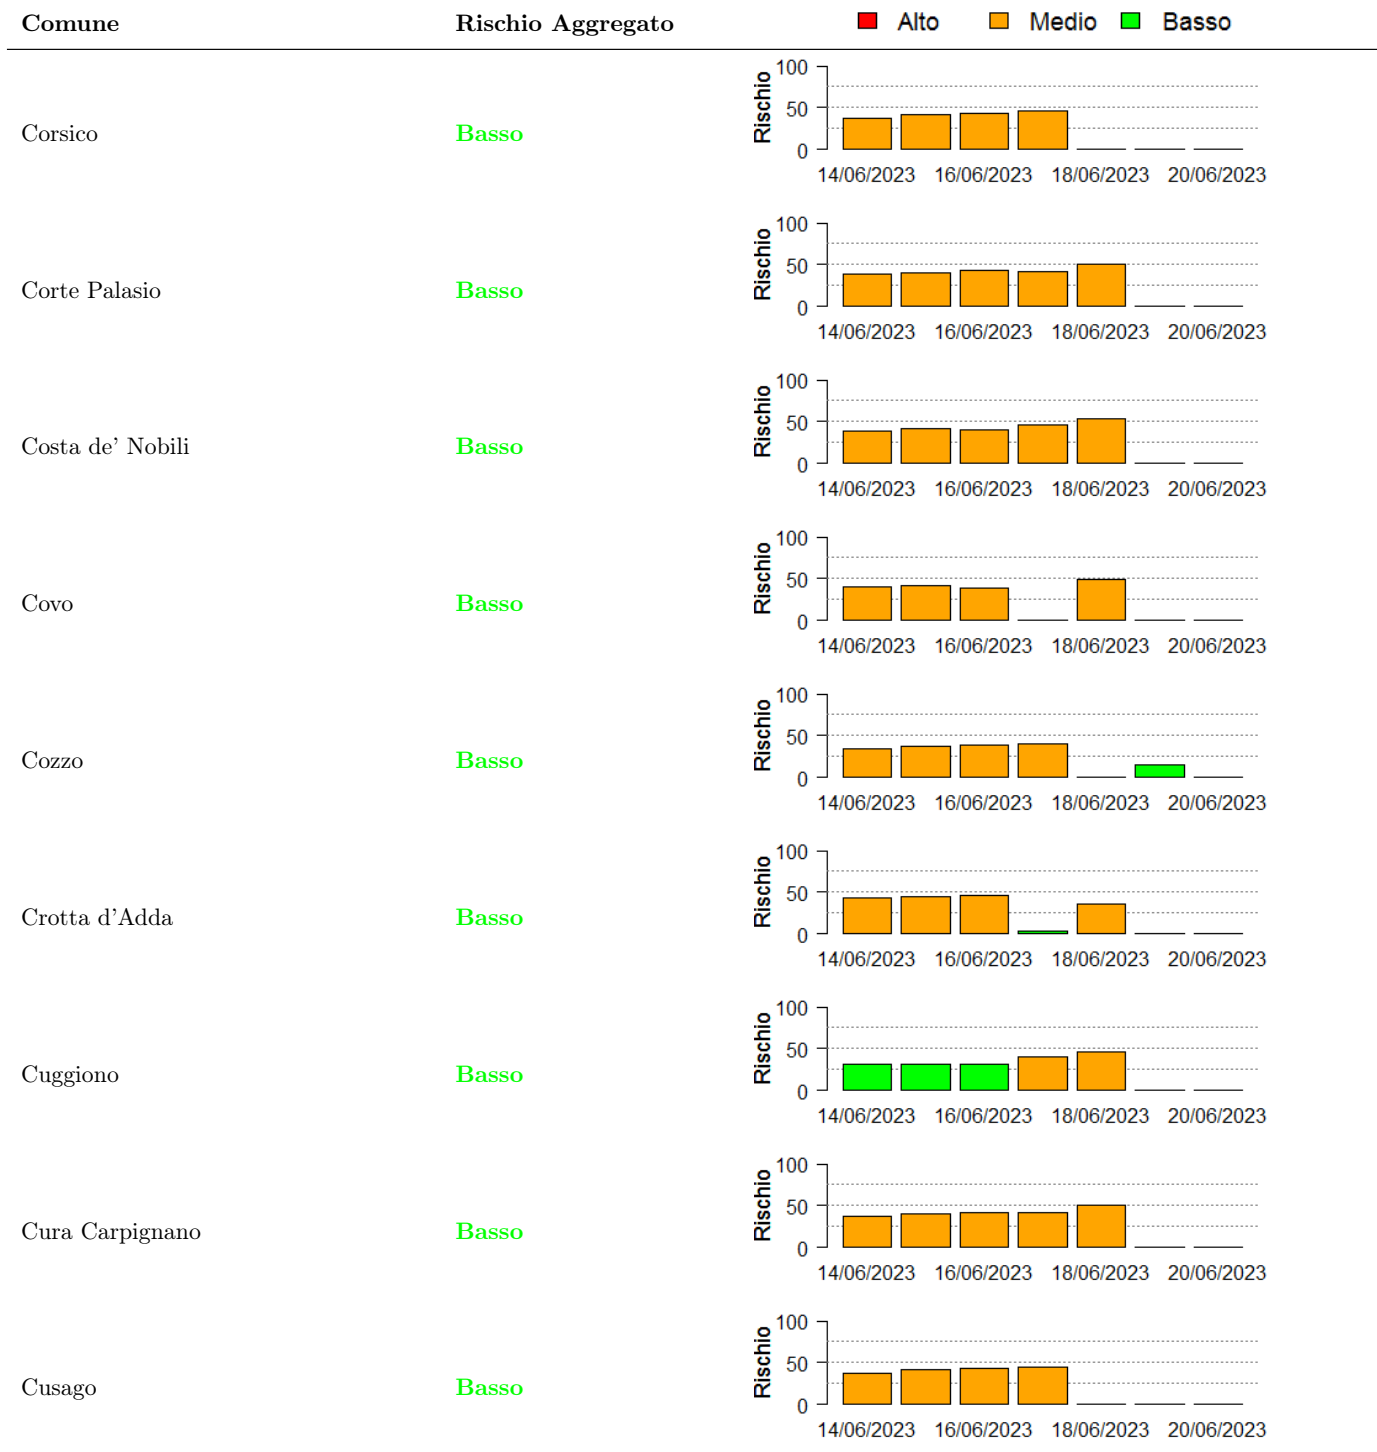 Comune Rischio Aggregato Alto Medio Basso
100
50
0
Rischio
Corsico Basso
14/06/2023 16/06/2023 18/06/2023 20/06/2023
100
50
0
Rischio
Corte Palasio Basso
14/06/2023 16/06/2023 18/06/2023 20/06/2023
100
50
0
Rischio
Costa de’ Nobili Basso
14/06/2023 16/06/2023 18/06/2023 20/06/2023
100
50
0
Rischio
Covo Basso
14/06/2023 16/06/2023 18/06/2023 20/06/2023
100
50
0
Rischio
Cozzo Basso
14/06/2023 16/06/2023 18/06/2023 20/06/2023
100
50
0
Rischio
Crotta d’Adda Basso
14/06/2023 16/06/2023 18/06/2023 20/06/2023
100
50
0
Rischio
Cuggiono Basso
14/06/2023 16/06/2023 18/06/2023 20/06/2023
100
50
0
Rischio
Cura Carpignano Basso
14/06/2023 16/06/2023 18/06/2023 20/06/2023
100
50
0
Rischio
Cusago Basso
14/06/2023 16/06/2023 18/06/2023 20/06/2023